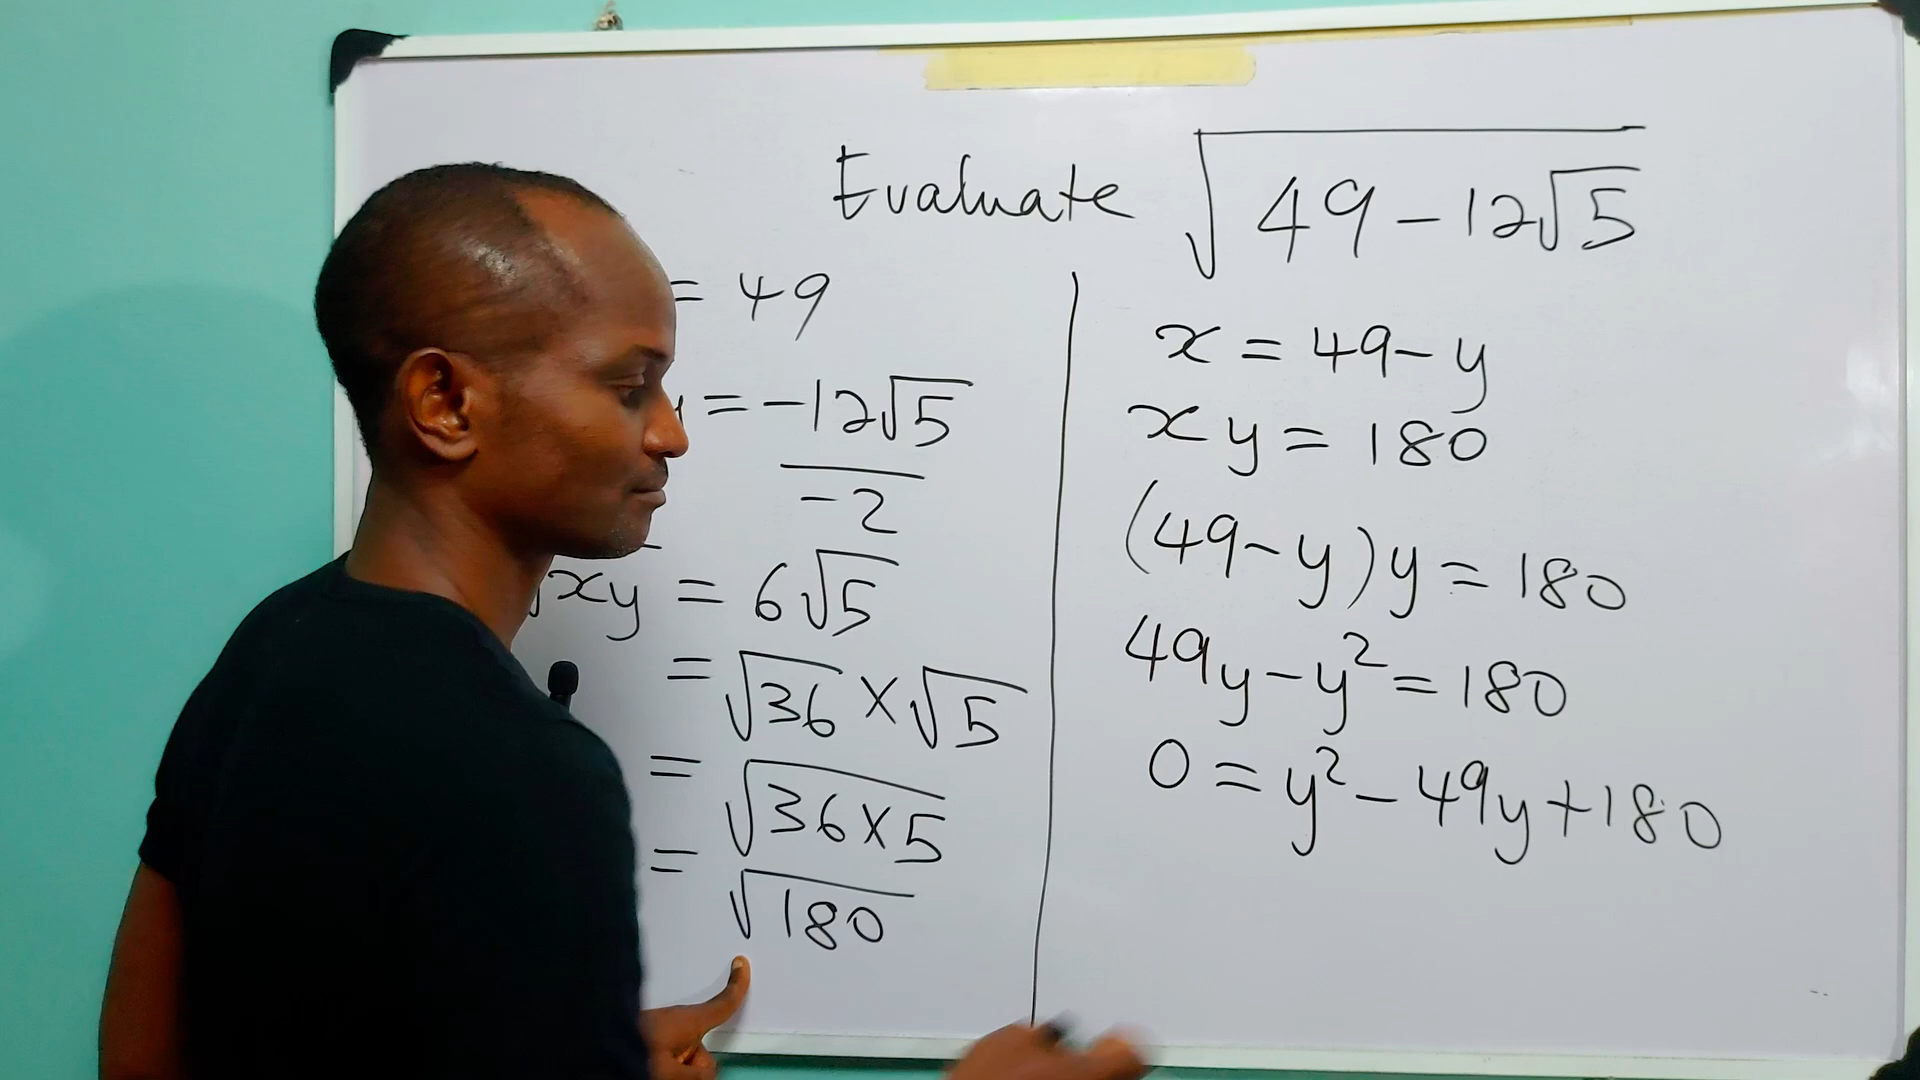 Evaluate √(49 - 12√5)
= 49
y = -12√5
-2
√xy = 6√5
= √36 × √5
= √(36 × 5)
= √180
x = 49 - y
xy = 180
(49 - y)y = 180
49y - y² = 180
0 = y² - 49y + 180